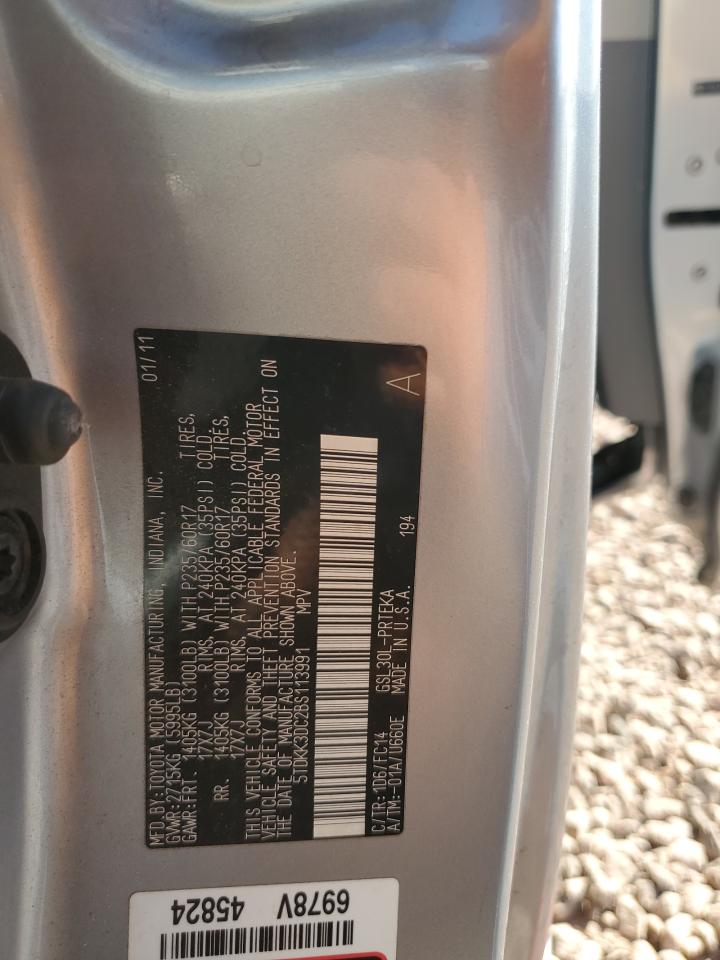 MFD.BY:TOYOTA MOTOR MANUFACTURING, INDIANA, INC. 01/11
GVWR:2775KG (5995LB)
GAWR:FRT. 1405KG (3100LB) WITH P235/60R17 TIRES,
17X7J RIMS, AT 240KPA (35PSI) COLD
RR. 1405KG (3100LB) WITH P235/60R17 TIRES,
17X7J RIMS, AT 240KPA (35PSI) COLD
THIS VEHICLE CONFORMS TO ALL APPLICABLE FEDERAL MOTOR
VEHICLE SAFETY AND THEFT PREVENTION STANDARDS IN EFFECT ON
THE DATE OF MANUFACTURE SHOWN ABOVE.
5TDKK3DC2BS113991 MPV
C/TR:1D6/FC14 GSL30L-PRTEKA A
A/TM:-01A/U660E MADE IN U.S.A. 194
6978V 45824